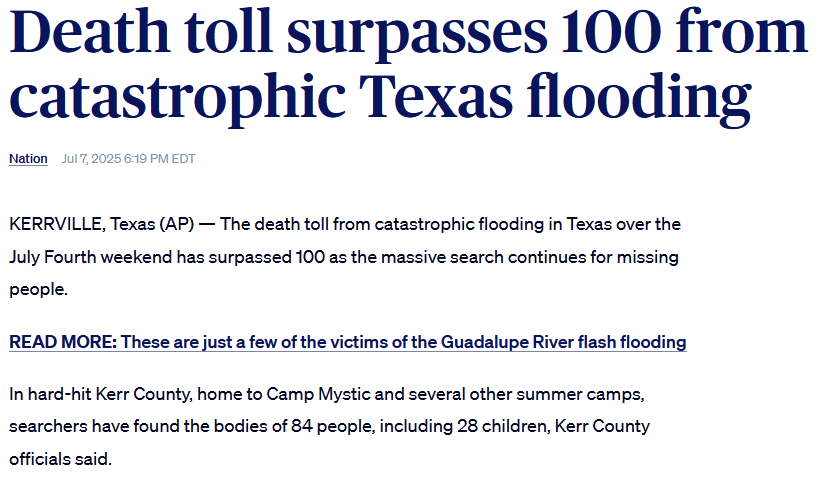 Death toll surpasses 100 from
catastrophic Texas flooding
Nation Jul 7, 2025 6:19 PM EDT
KERRVILLE, Texas (AP) — The death toll from catastrophic flooding in Texas over the
July Fourth weekend has surpassed 100 as the massive search continues for missing
people.
READ MORE: These are just a few of the victims of the Guadalupe River flash flooding
In hard-hit Kerr County, home to Camp Mystic and several other summer camps,
searchers have found the bodies of 84 people, including 28 children, Kerr County
officials said.